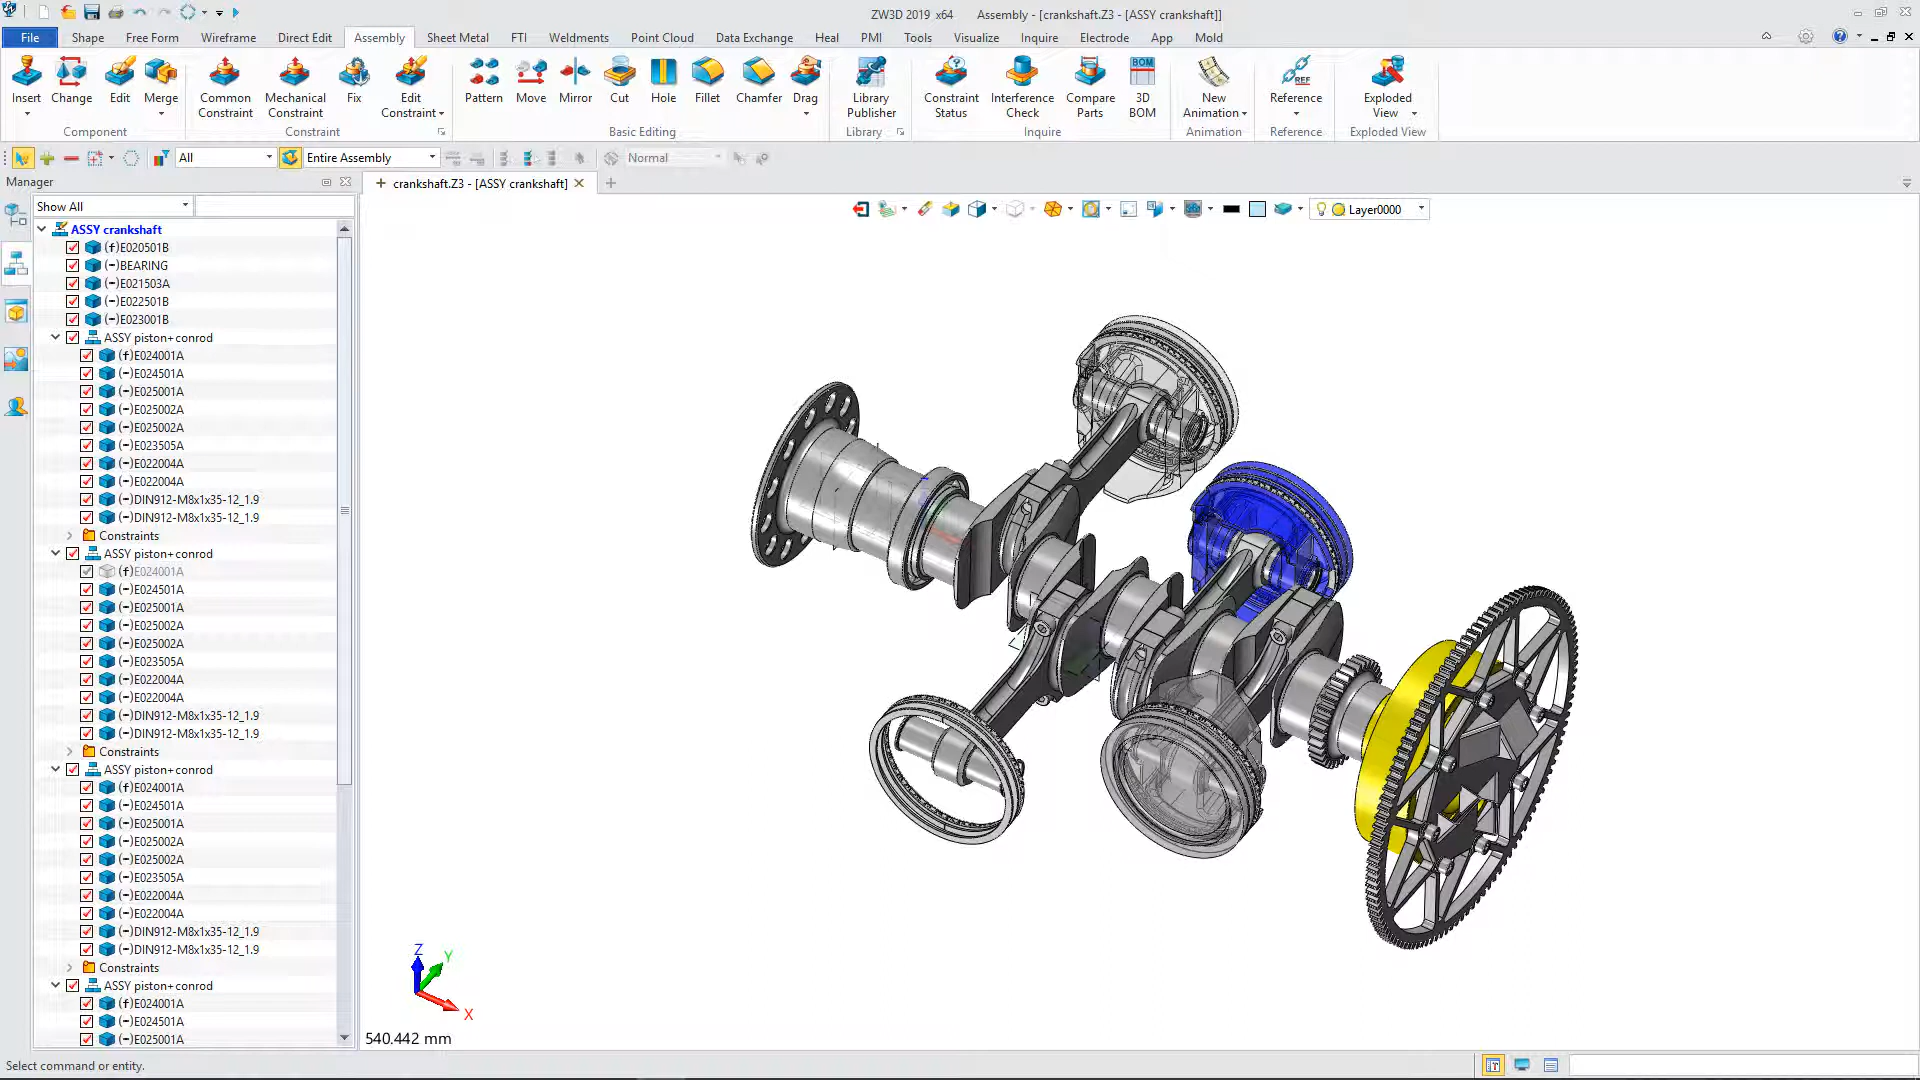 ZW3D 2019 x64 Assembly - [crankshaft.Z3 - [ASSY crankshaft]]
File Shape Free Form Wireframe Direct Edit Assembly Sheet Metal FTI Weldments Point Cloud Data Exchange Heal PMI Tools Visualize Inquire Electrode App Mold
Insert Change Edit Merge Common Constraint Mechanical Constraint Fix Edit Constraint Pattern Move Mirror Cut Hole Fillet Chamfer Drag Library Publisher Constraint Status Interference Check Compare Parts BOM 3D BOM New Animation REF Reference Exploded View
Component Constraint Basic Editing Library Inquire Animation Reference Exploded View
All Entire Assembly Normal
Manager
crankshaft.Z3 - [ASSY crankshaft]
Show All
Layer0000
ASSY crankshaft
(f)E020501B
(-)BEARING
(-)E021503A
(-)E022501B
(-)E023001B
ASSY piston+conrod
(f)E024001A
(-)E024501A
(-)E025001A
(-)E025002A
(-)E025002A
(-)E023505A
(-)E022004A
(-)E022004A
(-)DIN912-M8x1x35-12_1.9
(-)DIN912-M8x1x35-12_1.9
Constraints
ASSY piston+conrod
(f)E024001A
(-)E024501A
(-)E025001A
(-)E025002A
(-)E025002A
(-)E023505A
(-)E022004A
(-)E022004A
(-)DIN912-M8x1x35-12_1.9
(-)DIN912-M8x1x35-12_1.9
Constraints
ASSY piston+conrod
(f)E024001A
(-)E024501A
(-)E025001A
(-)E025002A
(-)E025002A
(-)E023505A
(-)E022004A
(-)E022004A
(-)DIN912-M8x1x35-12_1.9
(-)DIN912-M8x1x35-12_1.9
Constraints
ASSY piston+conrod
(f)E024001A
(-)E024501A
(-)E025001A
Z
Y
X
540.442 mm
Select command or entity.